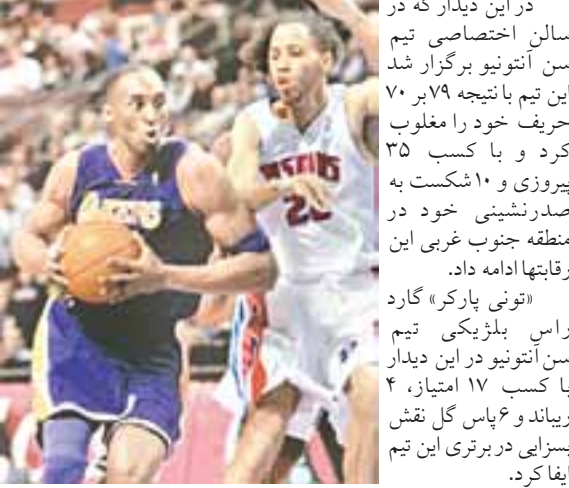 در این دیدار که در
سالن اختصاصی تیم
سن آنتونیو برگزار شد
این تیم با نتیجه ۷۹ بر ۷۰
حریف خود را مغلوب
کرد و با کسب ۳۵
پیروزی و ۱۰ شکست به
صدرنشینی خود در
منطقه جنوب غربی این
رقابتها ادامه داد.
«تونی پارکر» گارد
راس بلژیکی تیم
سن آنتونیو در این دیدار
با کسب ۱۷ امتیاز، ۴
ریباند و ۶ پاس گل نقش
بسزایی در برتری این تیم
ایفا کرد.